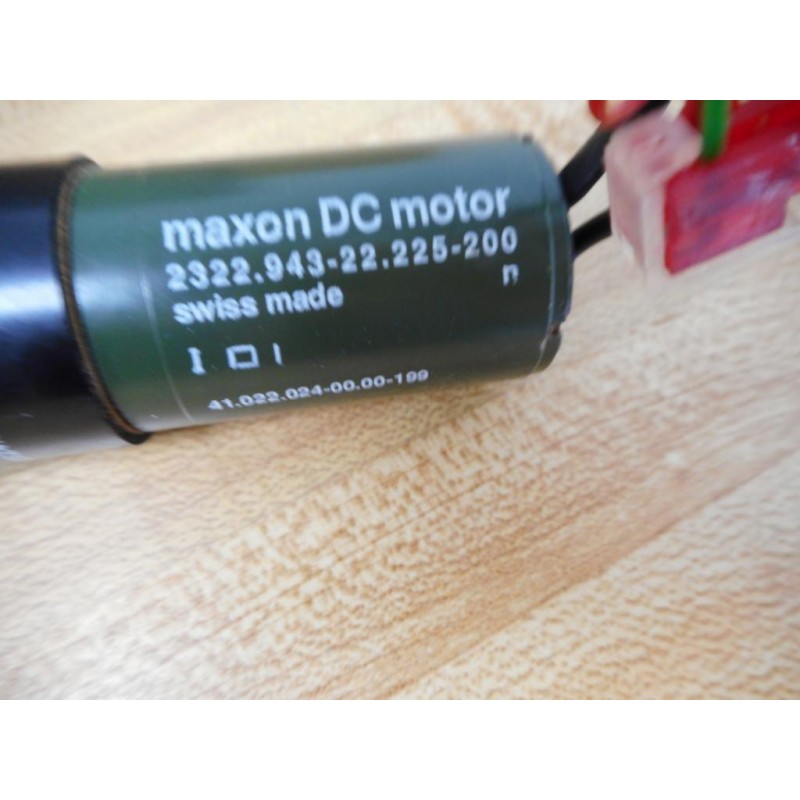 maxon DC motor
2322.943-22.225-200
n
swiss made
41.022.024-00.00-199